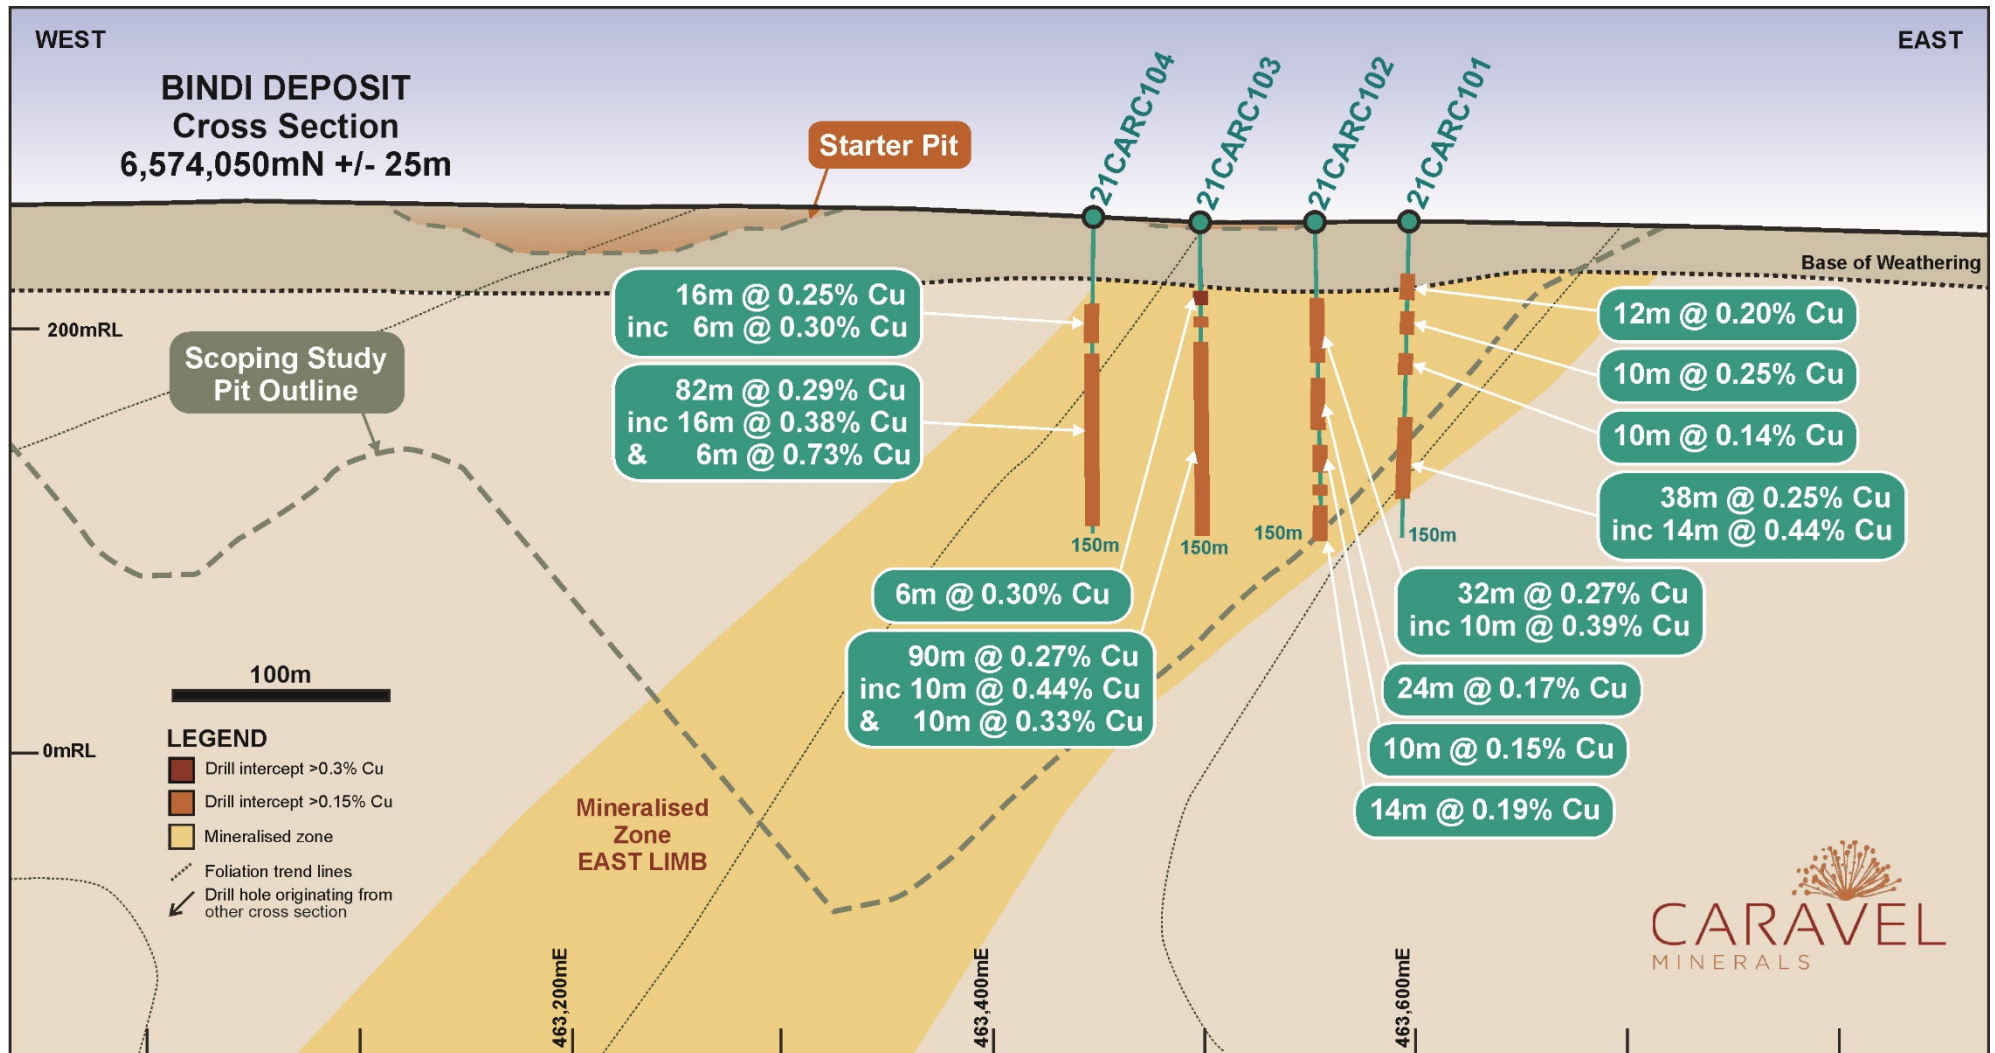 WEST
EAST
BINDI DEPOSIT
Cross Section
6,574,050mN +/- 25m
Starter Pit
21CARC104
21CARC103
21CARC102
21CARC101
Base of Weathering
200mRL
Scoping Study
Pit Outline
16m @ 0.25% Cu
inc 6m @ 0.30% Cu
82m @ 0.29% Cu
inc 16m @ 0.38% Cu
& 6m @ 0.73% Cu
12m @ 0.20% Cu
10m @ 0.25% Cu
10m @ 0.14% Cu
38m @ 0.25% Cu
inc 14m @ 0.44% Cu
150m
150m
150m
150m
6m @ 0.30% Cu
90m @ 0.27% Cu
inc 10m @ 0.44% Cu
& 10m @ 0.33% Cu
32m @ 0.27% Cu
inc 10m @ 0.39% Cu
24m @ 0.17% Cu
10m @ 0.15% Cu
14m @ 0.19% Cu
100m
0mRL
LEGEND
Drill intercept >0.3% Cu
Drill intercept >0.15% Cu
Mineralised zone
Foliation trend lines
Drill hole originating from
other cross section
Mineralised
Zone
EAST LIMB
463,200mE
463,400mE
463,600mE
CARAVEL
MINERALS